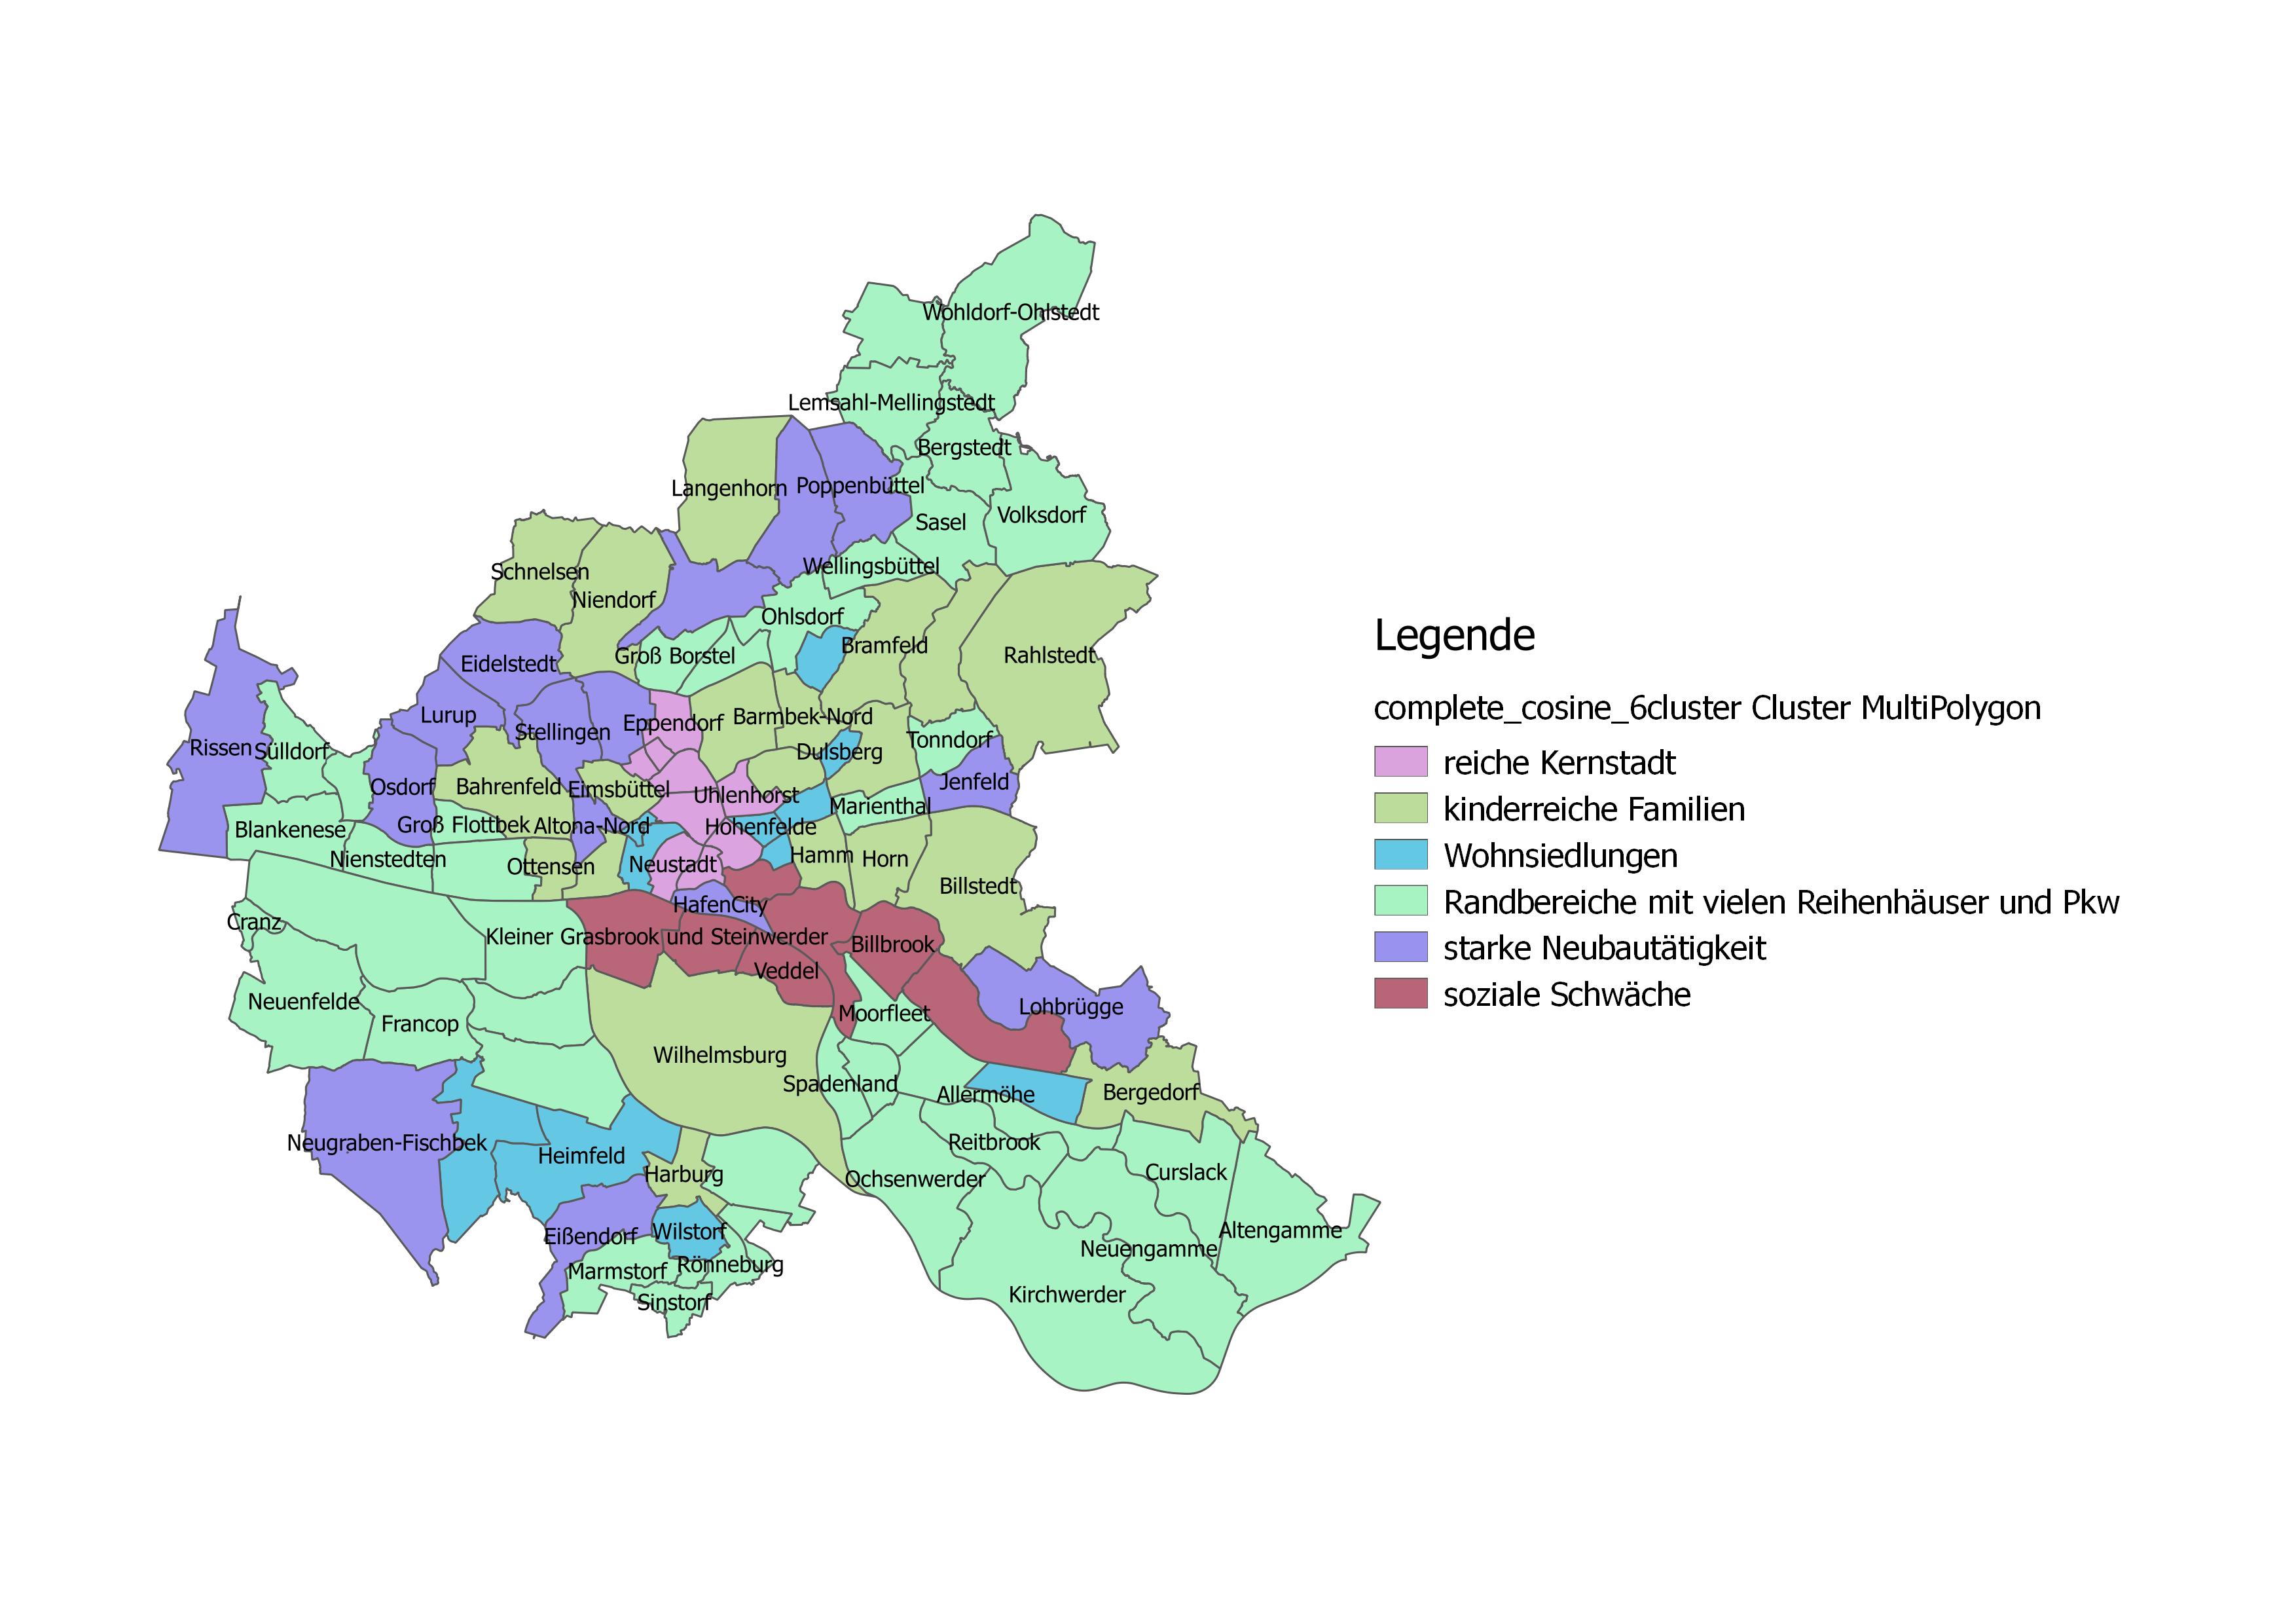 Wohldorf-Ohlstedt
Lemsahl-Mellingstedt
Bergstedt
Langenhorn
Poppenbüttel
Sasel
Volksdorf
Schnelsen
Wellingsbüttel
Niendorf
Ohlsdorf
Groß Borstel
Bramfeld
Rahlstedt
Eidelstedt
Lurup
Stellingen
Eppendorf
Barmbek-Nord
Rissen
Sülldorf
Dulsberg
Tonndorf
Osdorf
Bahrenfeld
Eimsbüttel
Uhlenhorst
Jenfeld
Marienthal
Blankenese
Groß Flottbek
Altona-Nord
Hohenfelde
Nienstedten
Ottensen
Neustadt
Hamm
Horn
Billstedt
Cranz
HafenCity
Kleiner Grasbrook und Steinwerder
Billbrook
Veddel
Neuenfelde
Francop
Moorfleet
Lohbrügge
Wilhelmsburg
Spadenland
Allermöhe
Bergedorf
Neugraben-Fischbek
Heimfeld
Reitbrook
Harburg
Ochsenwerder
Curslack
Eißendorf
Wilstorf
Altengamme
Neuengamme
Marmstorf
Rönneburg
Sinstorf
Kirchwerder
Legende
complete_cosine_6cluster Cluster MultiPolygon
reiche Kernstadt
kinderreiche Familien
Wohnsiedlungen
Randbereiche mit vielen Reihenhäuser und Pkw
starke Neubautätigkeit
soziale Schwäche